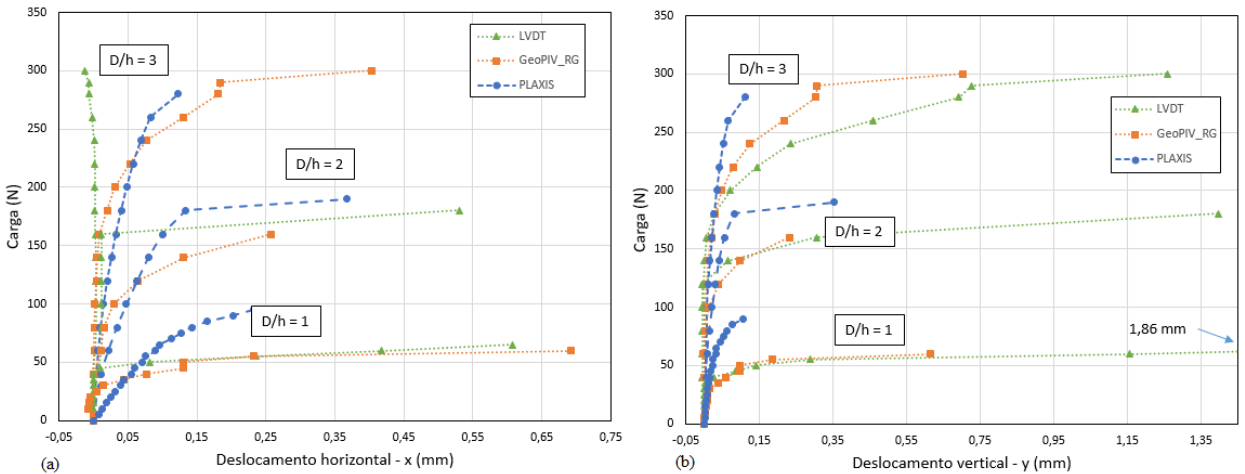 350
300
250
200
150
100
50
0
Carga (N)
-0,05
0,05
0,15
0,25
0,35
0,45
0,55
0,65
0,75
Deslocamento horizontal - x (mm)
(a)
D/h = 3
D/h = 2
D/h = 1
LVDT
GeoPIV_RG
PLAXIS
350
300
250
200
150
100
50
0
Carga (N)
-0,05
0,15
0,35
0,55
0,75
0,95
1,15
1,35
Deslocamento vertical - y (mm)
(b)
D/h = 3
D/h = 2
D/h = 1
LVDT
GeoPIV_RG
PLAXIS
1,86 mm